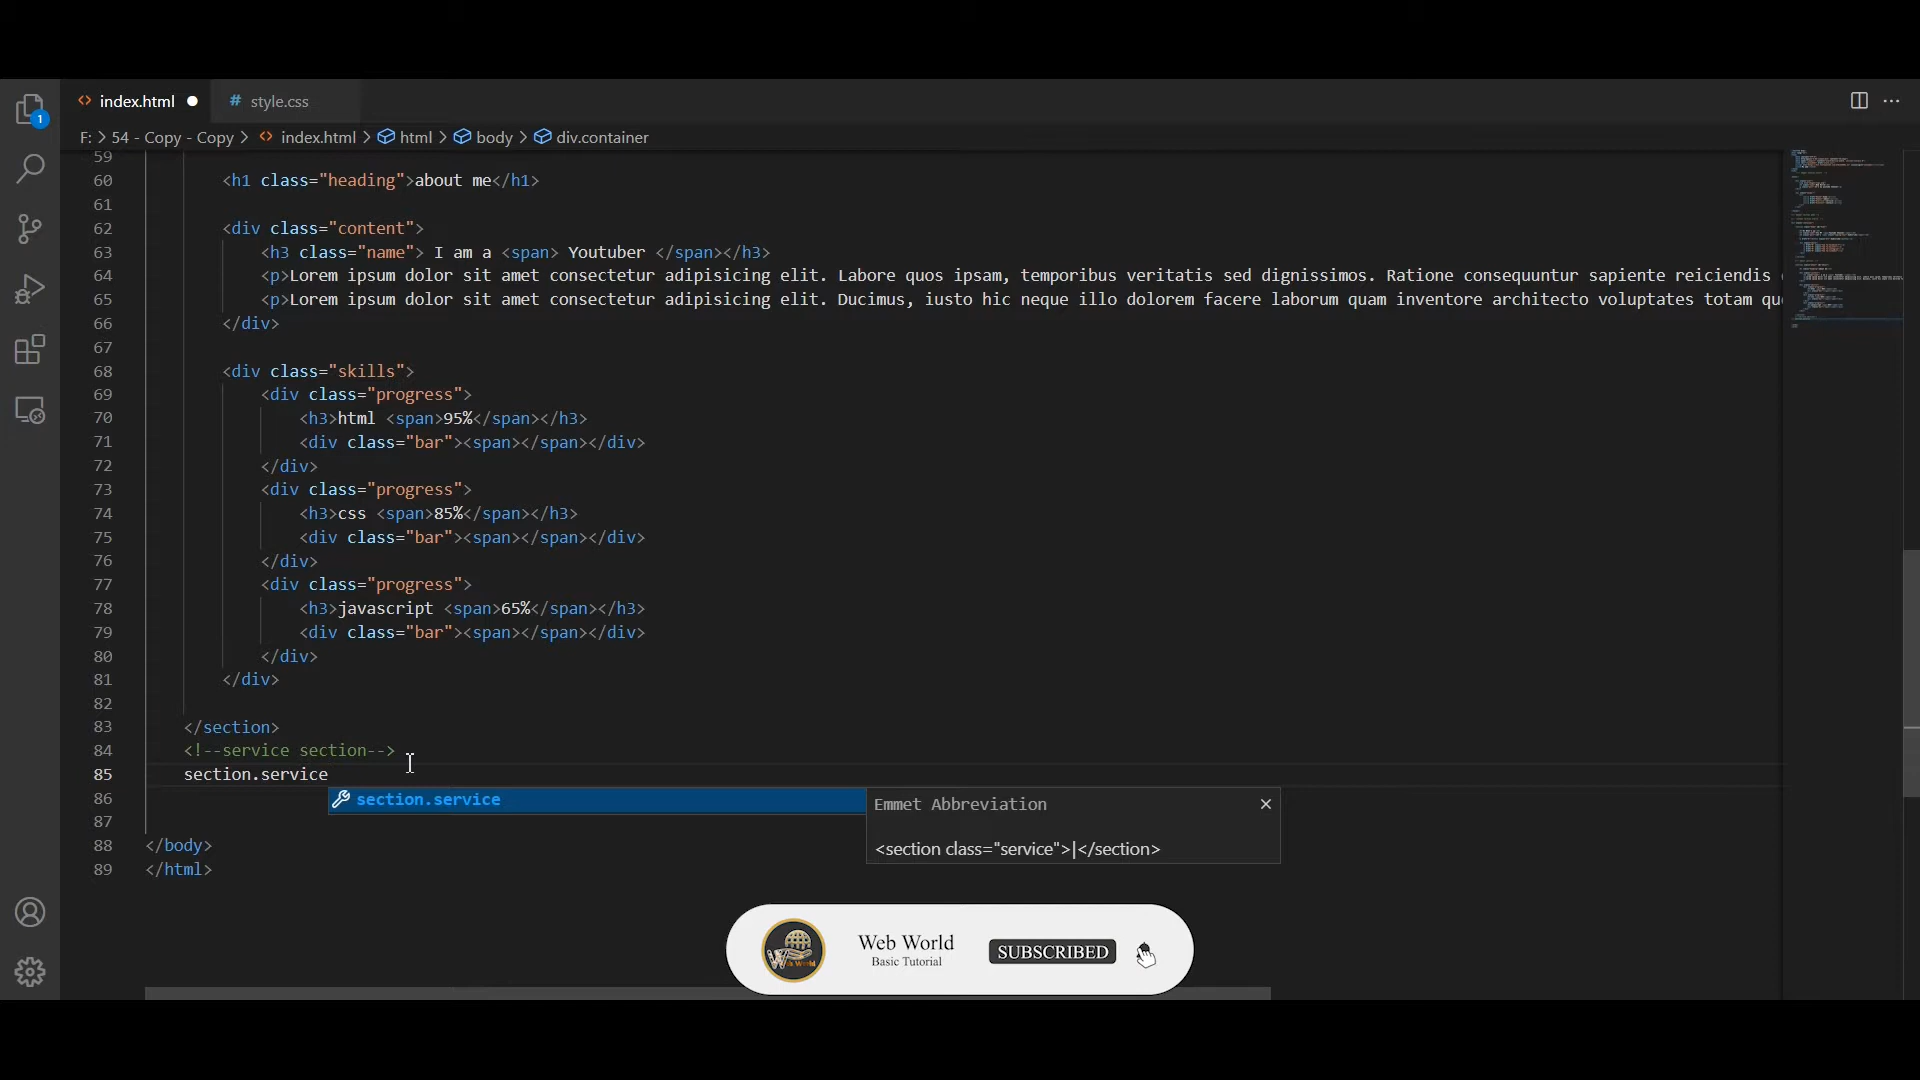 1
index.html
# style.css
F: > 54 - Copy - Copy > index.html > html > body > div.container
59
60 <h1 class="heading">about me</h1>
61
62 <div class="content">
63 <h3 class="name"> I am a <span> Youtuber </span></h3>
64 <p>Lorem ipsum dolor sit amet consectetur adipisicing elit. Labore quos ipsam, temporibus veritatis sed dignissimos. Ratione consequuntur sapiente reiciendis
65 <p>Lorem ipsum dolor sit amet consectetur adipisicing elit. Ducimus, iusto hic neque illo dolorem facere laborum quam inventore architecto voluptates totam qu
66 </div>
67
68 <div class="skills">
69 <div class="progress">
70 <h3>html <span>95%</span></h3>
71 <div class="bar"><span></span></div>
72 </div>
73 <div class="progress">
74 <h3>css <span>85%</span></h3>
75 <div class="bar"><span></span></div>
76 </div>
77 <div class="progress">
78 <h3>javascript <span>65%</span></h3>
79 <div class="bar"><span></span></div>
80 </div>
81 </div>
82
83 </section>
84 <!--service section-->
85 section.service
86
section.service
Emmet Abbreviation
<section class="service">|</section>
87
88 </body>
89 </html>
Web World
Basic Tutorial
SUBSCRIBED